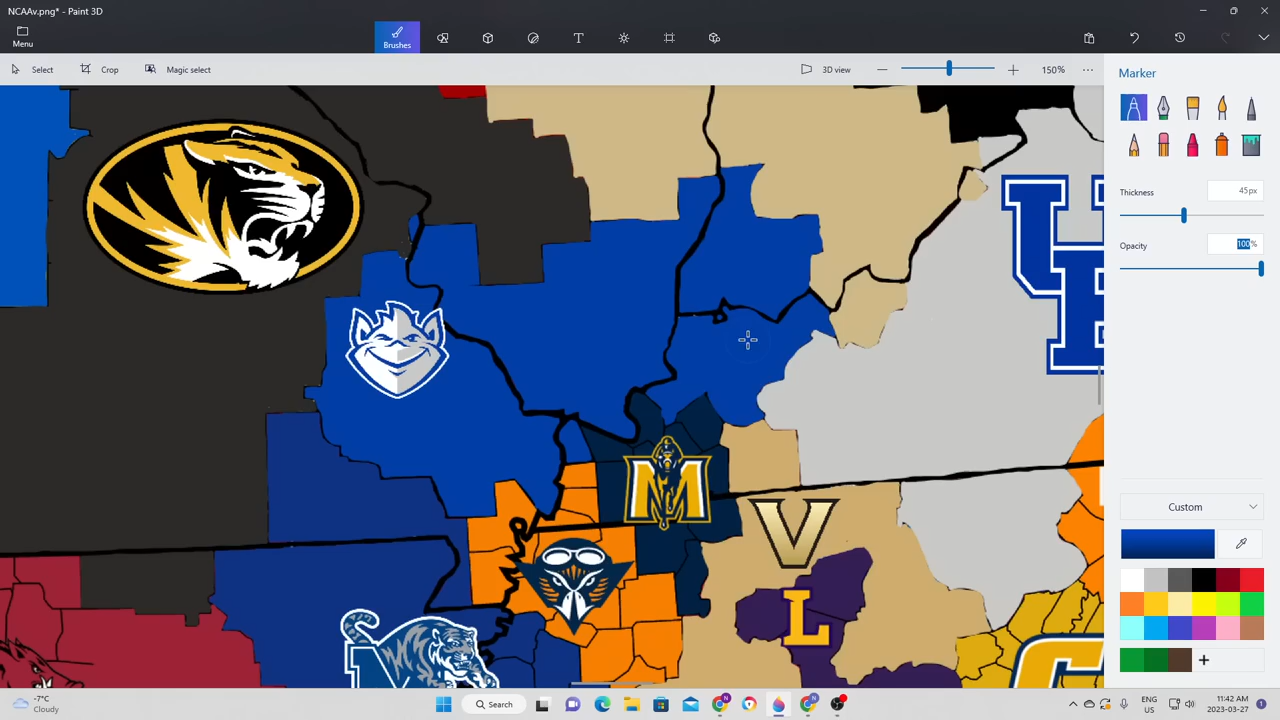 NCAAv.png* - Paint 3D
Menu
Brushes
Select
Crop
Magic select
3D view
150%
Marker
Thickness
45px
Opacity
100%
Custom
UK
M
V
L
-7°C
Cloudy
Search
ENG
US
11:42 AM
2023-03-27